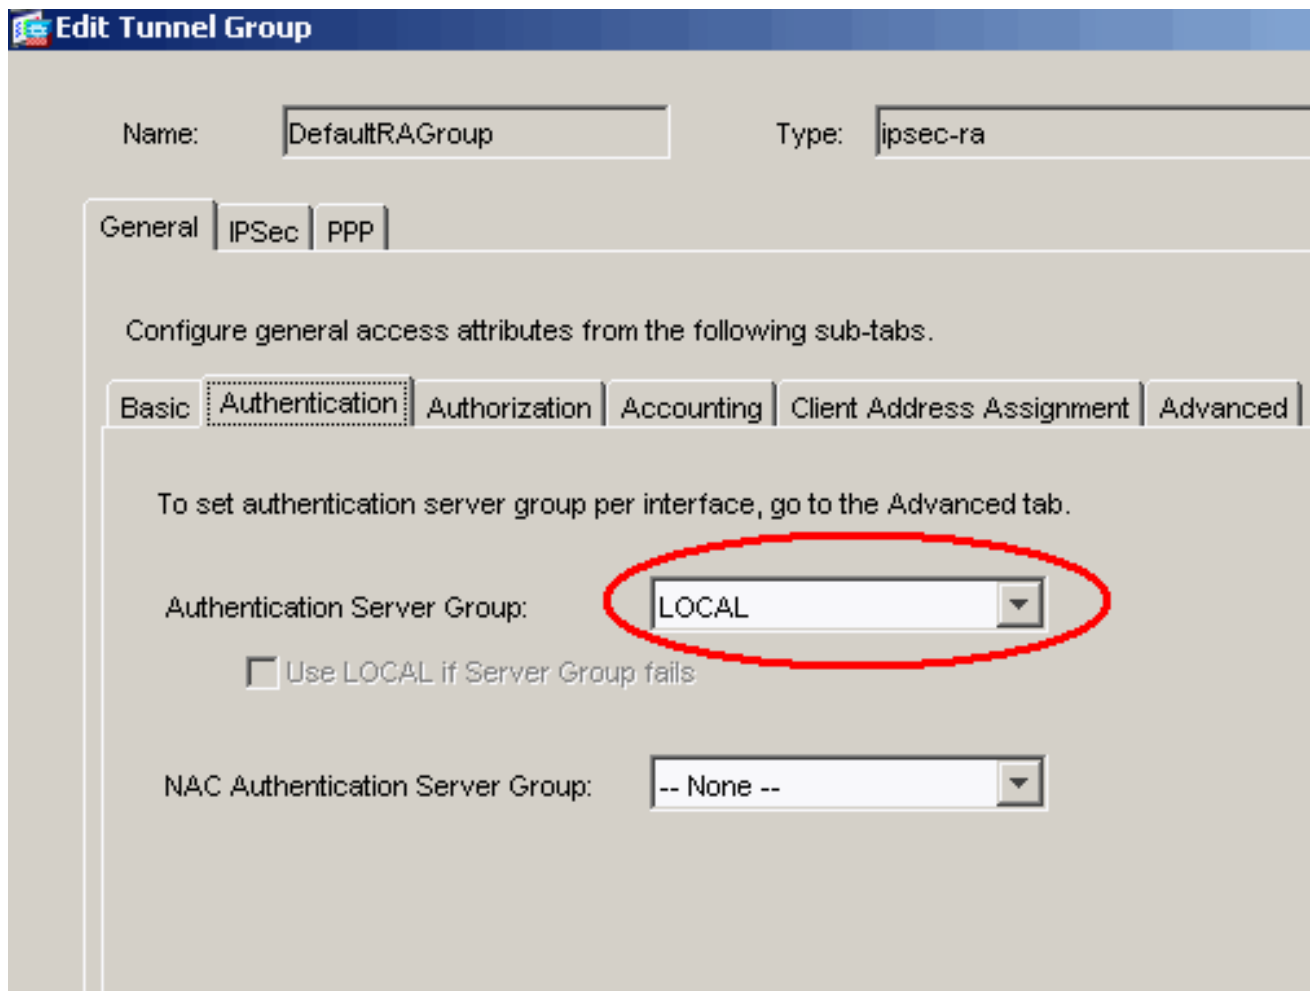 Edit Tunnel Group
Name: DefaultRAGroup Type: ipsec-ra
General IPSec PPP
Configure general access attributes from the following sub-tabs.
Basic Authentication Authorization Accounting Client Address Assignment Advanced
To set authentication server group per interface, go to the Advanced tab.
Authentication Server Group: LOCAL
Use LOCAL if Server Group fails
NAC Authentication Server Group: -- None --